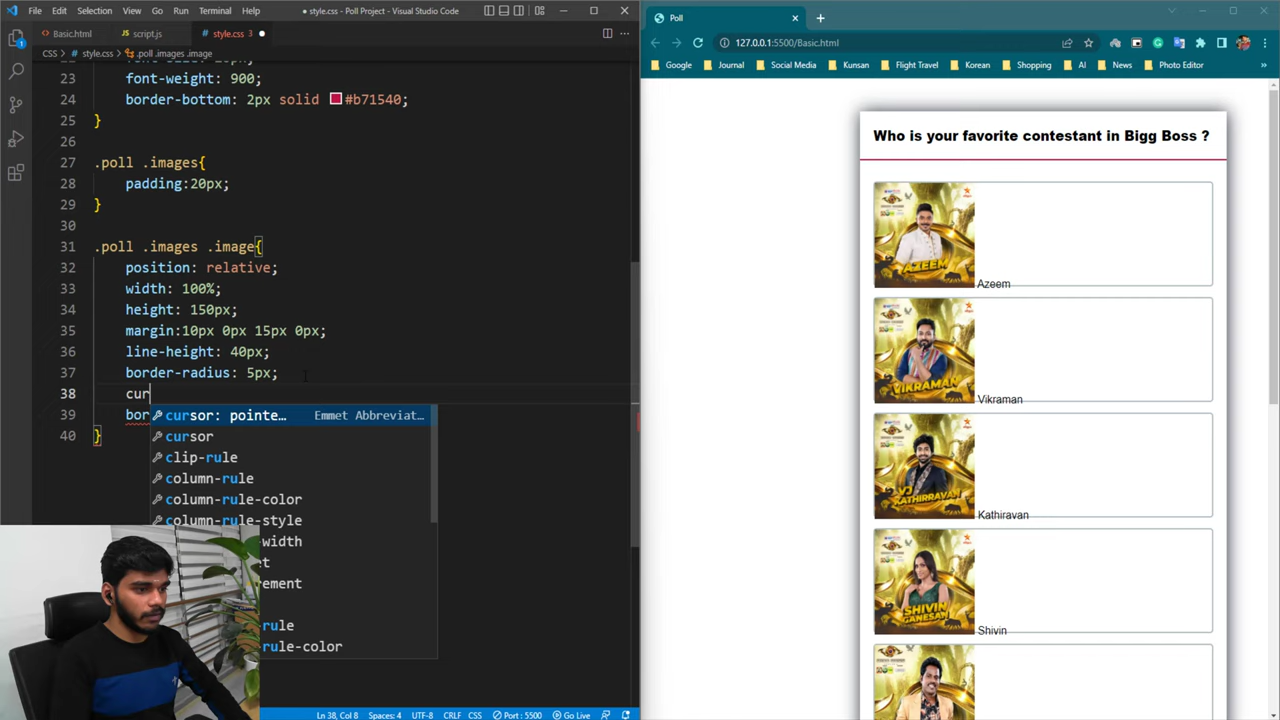 File Edit Selection View Go Run Terminal Help ● style.css - Poll Project - Visual Studio Code
Basic.html script.js style.css 3 ●
CSS > # style.css > .poll .images .image
23 font-weight: 900;
24 border-bottom: 2px solid #b71540;
25 }
26
27 .poll .images{
28 padding:20px;
29 }
30
31 .poll .images .image{
32 position: relative;
33 width: 100%;
34 height: 150px;
35 margin:10px 0px 15px 0px;
36 line-height: 40px;
37 border-radius: 5px;
38 cur
39 bor
40 }
cursor: pointe… Emmet Abbreviat…
cursor
clip-rule
column-rule
column-rule-color
column-rule-style
-width
rement
rule
rule-color
Ln 38, Col 8 Spaces: 4 UTF-8 CRLF CSS Port : 5500 Go Live
Poll
127.0.0.1:5500/Basic.html
Google Journal Social Media Kunsan Flight Travel Korean Shopping AI News Photo Editor »
Who is your favorite contestant in Bigg Boss ?
AZEEM
Azeem
VIKRAMAN
Vikraman
VJ
KATHIRRAVAN
Kathiravan
SHIVIN
GANESAN
Shivin